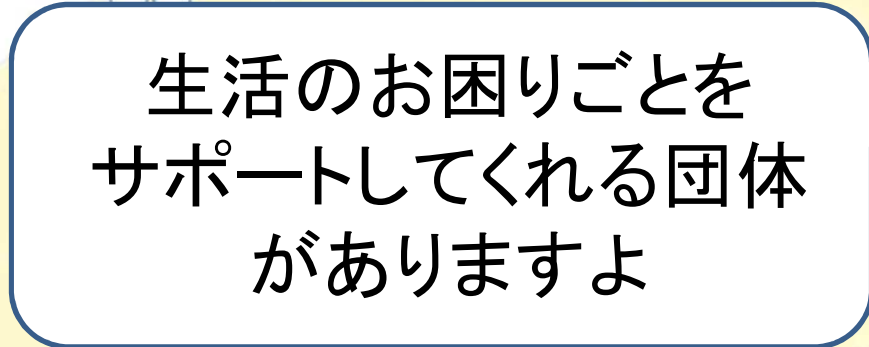 生活のお困りごとを
サポートしてくれる団体
がありますよ